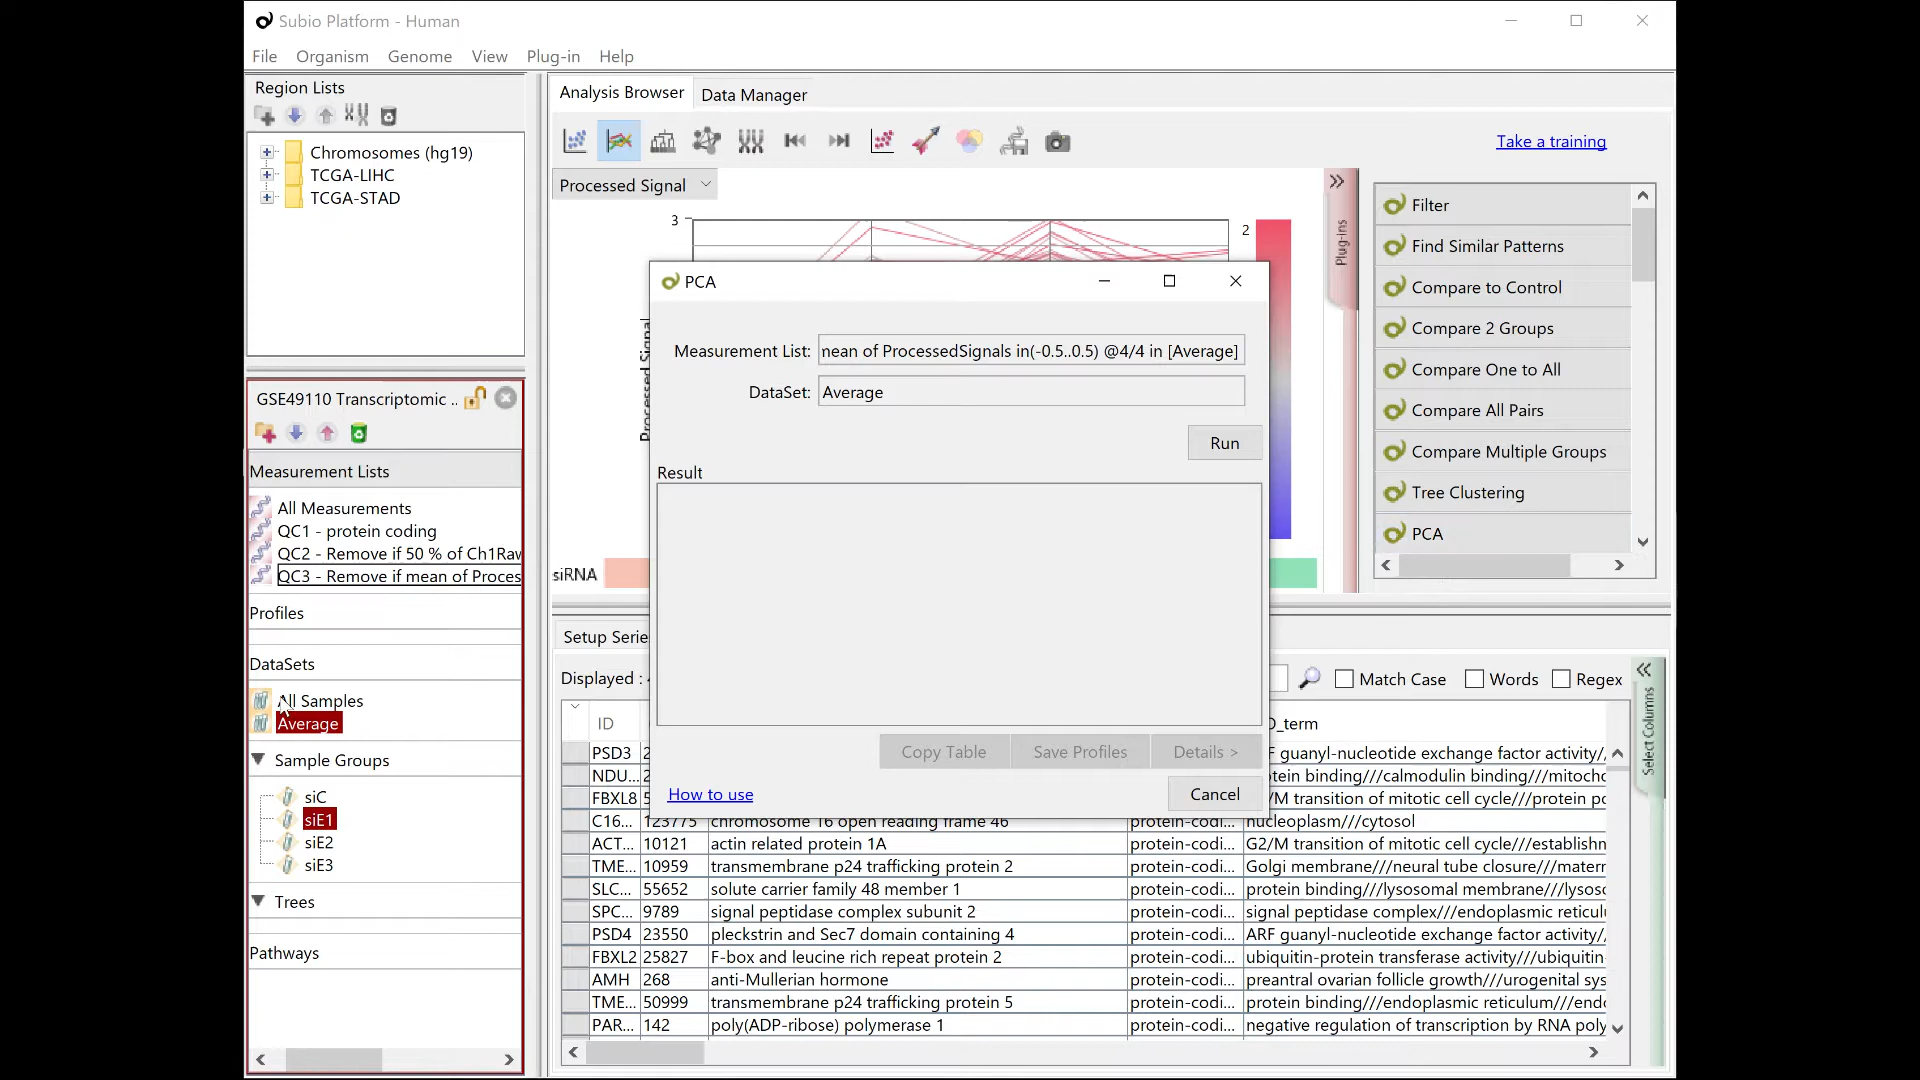 Subio Platform - Human
File Organism Genome View Plug-in Help
Region Lists
Chromosomes (hg19)
TCGA-LIHC
TCGA-STAD
GSE49110 Transcriptomic ..
Measurement Lists
All Measurements
QC1 - protein coding
QC2 - Remove if 50 % of Ch1Raw
QC3 - Remove if mean of Proces
Profiles
DataSets
All Samples
Average
Sample Groups
siC
siE1
siE2
siE3
Trees
Pathways
Analysis Browser Data Manager
Take a training
Processed Signal
3
2
Processed Signal
siRNA
Plug-ins
Filter
Find Similar Patterns
Compare to Control
Compare 2 Groups
Compare One to All
Compare All Pairs
Compare Multiple Groups
Tree Clustering
PCA
PCA
Measurement List: mean of ProcessedSignals in(-0.5..0.5) @4/4 in [Average]
DataSet: Average
Run
Result
Copy Table Save Profiles Details >
How to use
Cancel
Setup Serie
Displayed :
Match Case Words Regex
Select Columns
ID
_term
PSD3 2 F guanyl-nucleotide exchange factor activity//
NDU... 2 tein binding///calmodulin binding///mitocho
FBXL8 5 /M transition of mitotic cell cycle///protein po
C16... 123775 chromosome 16 open reading frame 46 protein-codi... nucleoplasm///cytosol
ACT... 10121 actin related protein 1A protein-codi... G2/M transition of mitotic cell cycle///establishn
TME... 10959 transmembrane p24 trafficking protein 2 protein-codi... Golgi membrane///neural tube closure///matern
SLC... 55652 solute carrier family 48 member 1 protein-codi... protein binding///lysosomal membrane///lysoso
SPC... 9789 signal peptidase complex subunit 2 protein-codi... signal peptidase complex///endoplasmic reticulu
PSD4 23550 pleckstrin and Sec7 domain containing 4 protein-codi... ARF guanyl-nucleotide exchange factor activity//
FBXL2 25827 F-box and leucine rich repeat protein 2 protein-codi... ubiquitin-protein transferase activity///ubiquitin-
AMH 268 anti-Mullerian hormone protein-codi... preantral ovarian follicle growth///urogenital sys
TME... 50999 transmembrane p24 trafficking protein 5 protein-codi... protein binding///endoplasmic reticulum///endo
PAR... 142 poly(ADP-ribose) polymerase 1 protein-codi... negative regulation of transcription by RNA poly